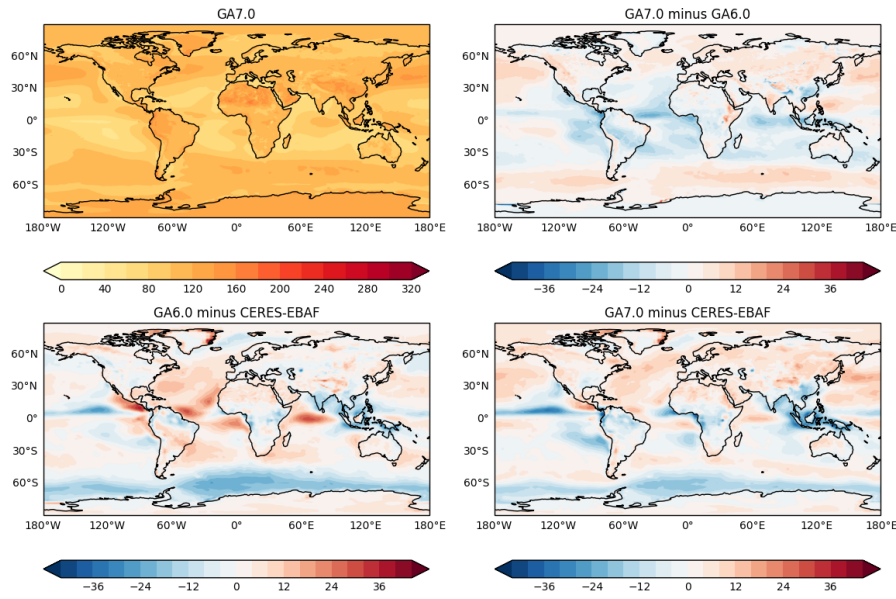 GA7.0
60°N
30°N
0°
30°S
60°S
180°W 120°W 60°W 0° 60°E 120°E 180°E
0 40 80 120 160 200 240 280 320
GA7.0 minus GA6.0
60°N
30°N
0°
30°S
60°S
180°W 120°W 60°W 0° 60°E 120°E 180°E
−36 −24 −12 0 12 24 36
GA6.0 minus CERES-EBAF
60°N
30°N
0°
30°S
60°S
180°W 120°W 60°W 0° 60°E 120°E 180°E
−36 −24 −12 0 12 24 36
GA7.0 minus CERES-EBAF
60°N
30°N
0°
30°S
60°S
180°W 120°W 60°W 0° 60°E 120°E 180°E
−36 −24 −12 0 12 24 36